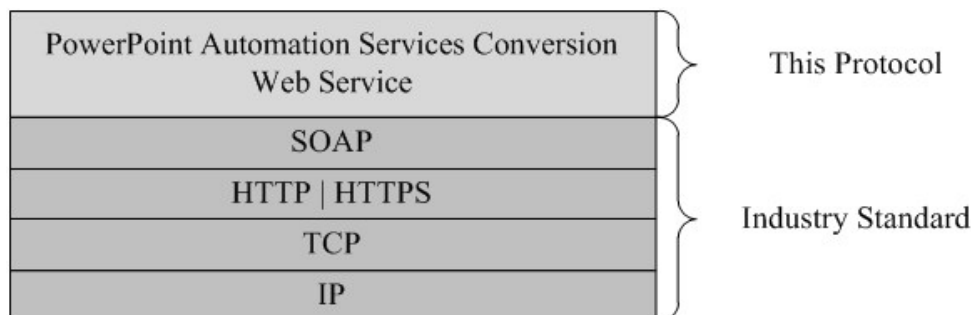 PowerPoint Automation Services Conversion
Web Service
This Protocol
SOAP
HTTP | HTTPS
TCP
IP
Industry Standard